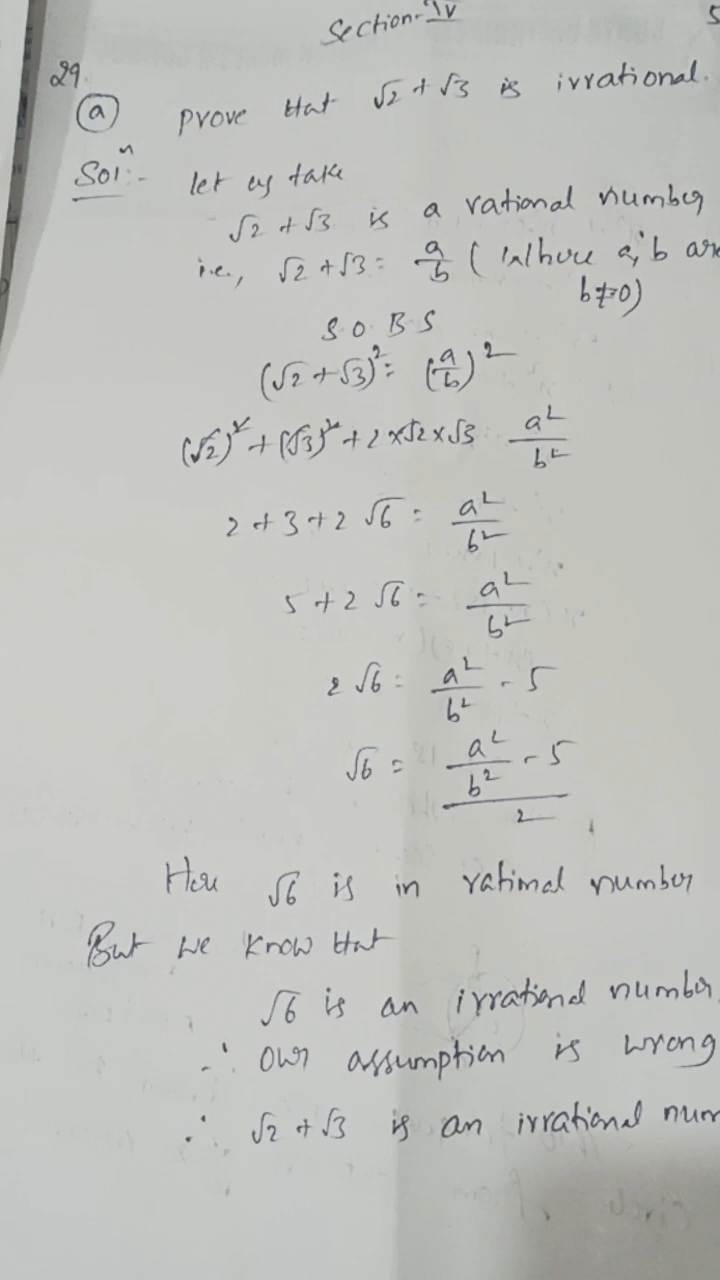 Section-IV
5
29.
(a) prove that √2 + √3 is irrational.
Solⁿ:- let us take
√2 + √3 is a rational number
i.e., √2 + √3 = a/b ( where a, b are
b≠0)
S.O.B.S
(√2 + √3)² = (a/b)²
(√2)² + (√3)² + 2×√2×√3 a²/b²
2 + 3 + 2√6 = a²/b²
5 + 2√6 = a²/b²
2√6 = a²/b² - 5
√6 = (a²/b² - 5)/2
Here √6 is in rational number
But we know that
√6 is an irrational number.
∴ our assumption is wrong
∴ √2 + √3 is an irrational num